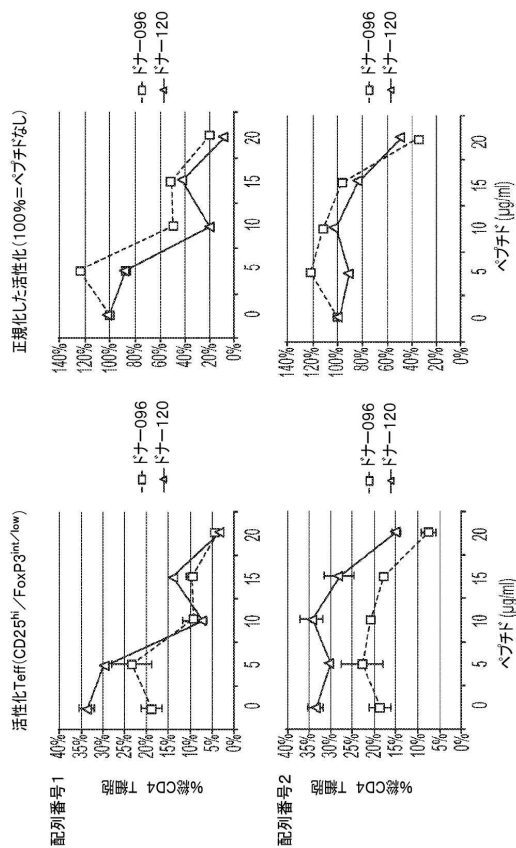 活性化Teff(CD25hi/FoxP3int/low)
正規化した活性化(100%=ペプチドなし)
配列番号1
%総CD4 T細胞
40%
35%
30%
25%
20%
15%
10%
5%
0%
0 5 10 15 20
-□-ドナー096
-△-ドナー120
140%
120%
100%
80%
60%
40%
20%
0%
0 5 10 15 20
-□-ドナー096
-△-ドナー120
配列番号2
%総CD4 T細胞
40%
35%
30%
25%
20%
15%
10%
5%
0%
0 5 10 15 20
ペプチド(μg/ml)
-□-ドナー096
-△-ドナー120
140%
120%
100%
80%
60%
40%
20%
0%
0 5 10 15 20
ペプチド(μg/ml)
-□-ドナー096
-△-ドナー120